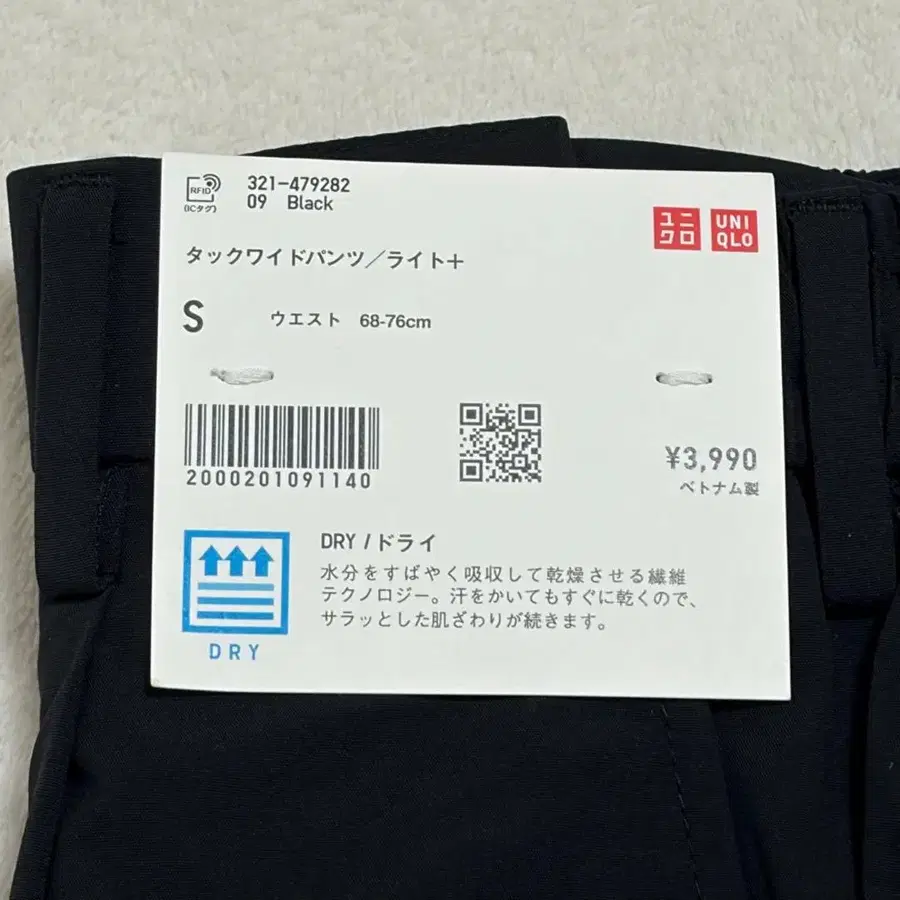 RFID
(ICタグ)
321-479282
09 Black
ユニクロ
UNI
QLO
タックワイドパンツ／ライト＋
S ウエスト 68-76cm
2000201091140
¥3,990
ベトナム製
DRY / ドライ
水分をすばやく吸収して乾燥させる繊維
テクノロジー。汗をかいてもすぐに乾くので、
サラッとした肌ざわりが続きます。
DRY